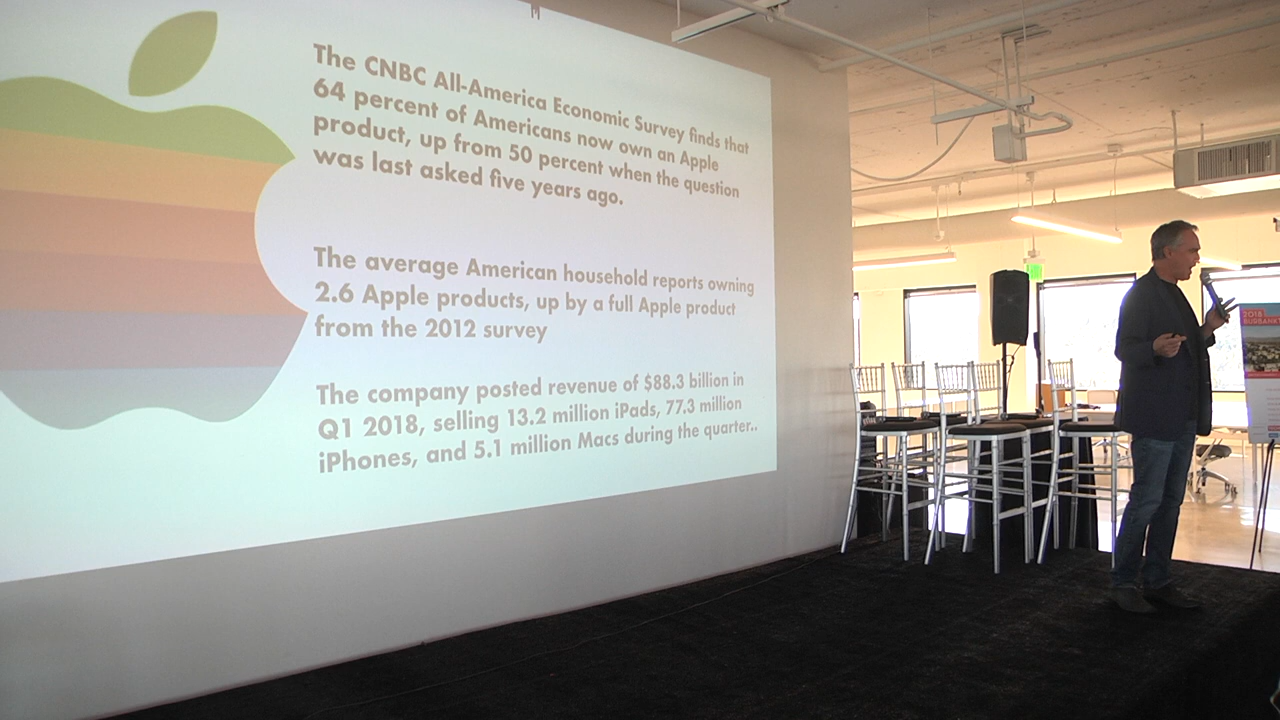 The CNBC All-America Economic Survey finds that
64 percent of Americans now own an Apple
product, up from 50 percent when the question
was last asked five years ago.
The average American household reports owning
2.6 Apple products, up by a full Apple product
from the 2012 survey
The company posted revenue of $88.3 billion in
Q1 2018, selling 13.2 million iPads, 77.3 million
iPhones, and 5.1 million Macs during the quarter..
2018
BURBANK